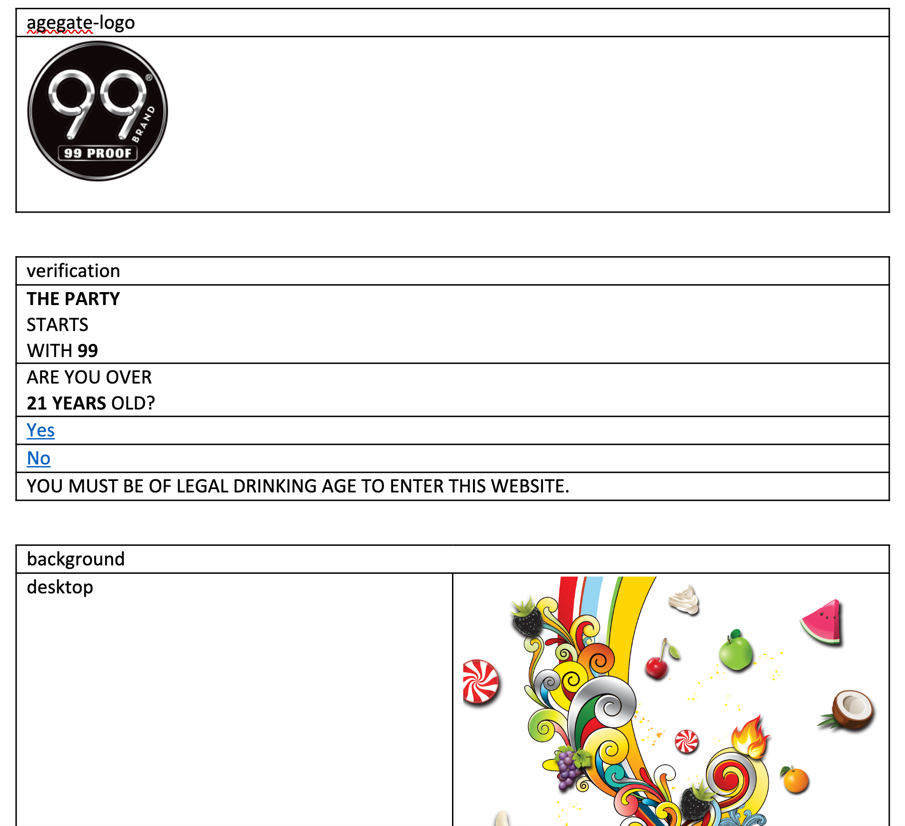 agegate-logo
99®
BRAND
99 PROOF
verification
THE PARTY
STARTS
WITH 99
ARE YOU OVER
21 YEARS OLD?
Yes
No
YOU MUST BE OF LEGAL DRINKING AGE TO ENTER THIS WEBSITE.
background
desktop